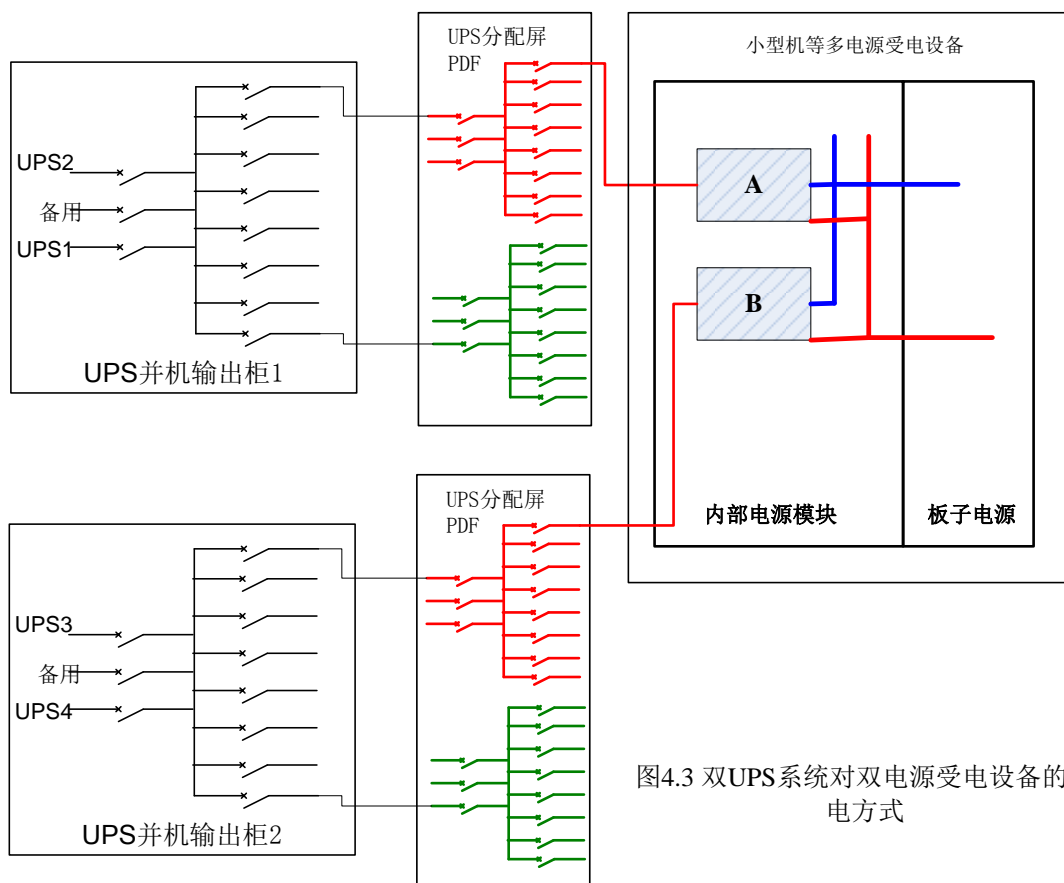 UPS分配屏
PDF
小型机等多电源受电设备
UPS2
备用
UPS1
A
B
UPS并机输出柜1
UPS分配屏
PDF
内部电源模块
板子电源
UPS3
备用
UPS4
UPS并机输出柜2
图4.3 双UPS系统对双电源受电设备的
电方式